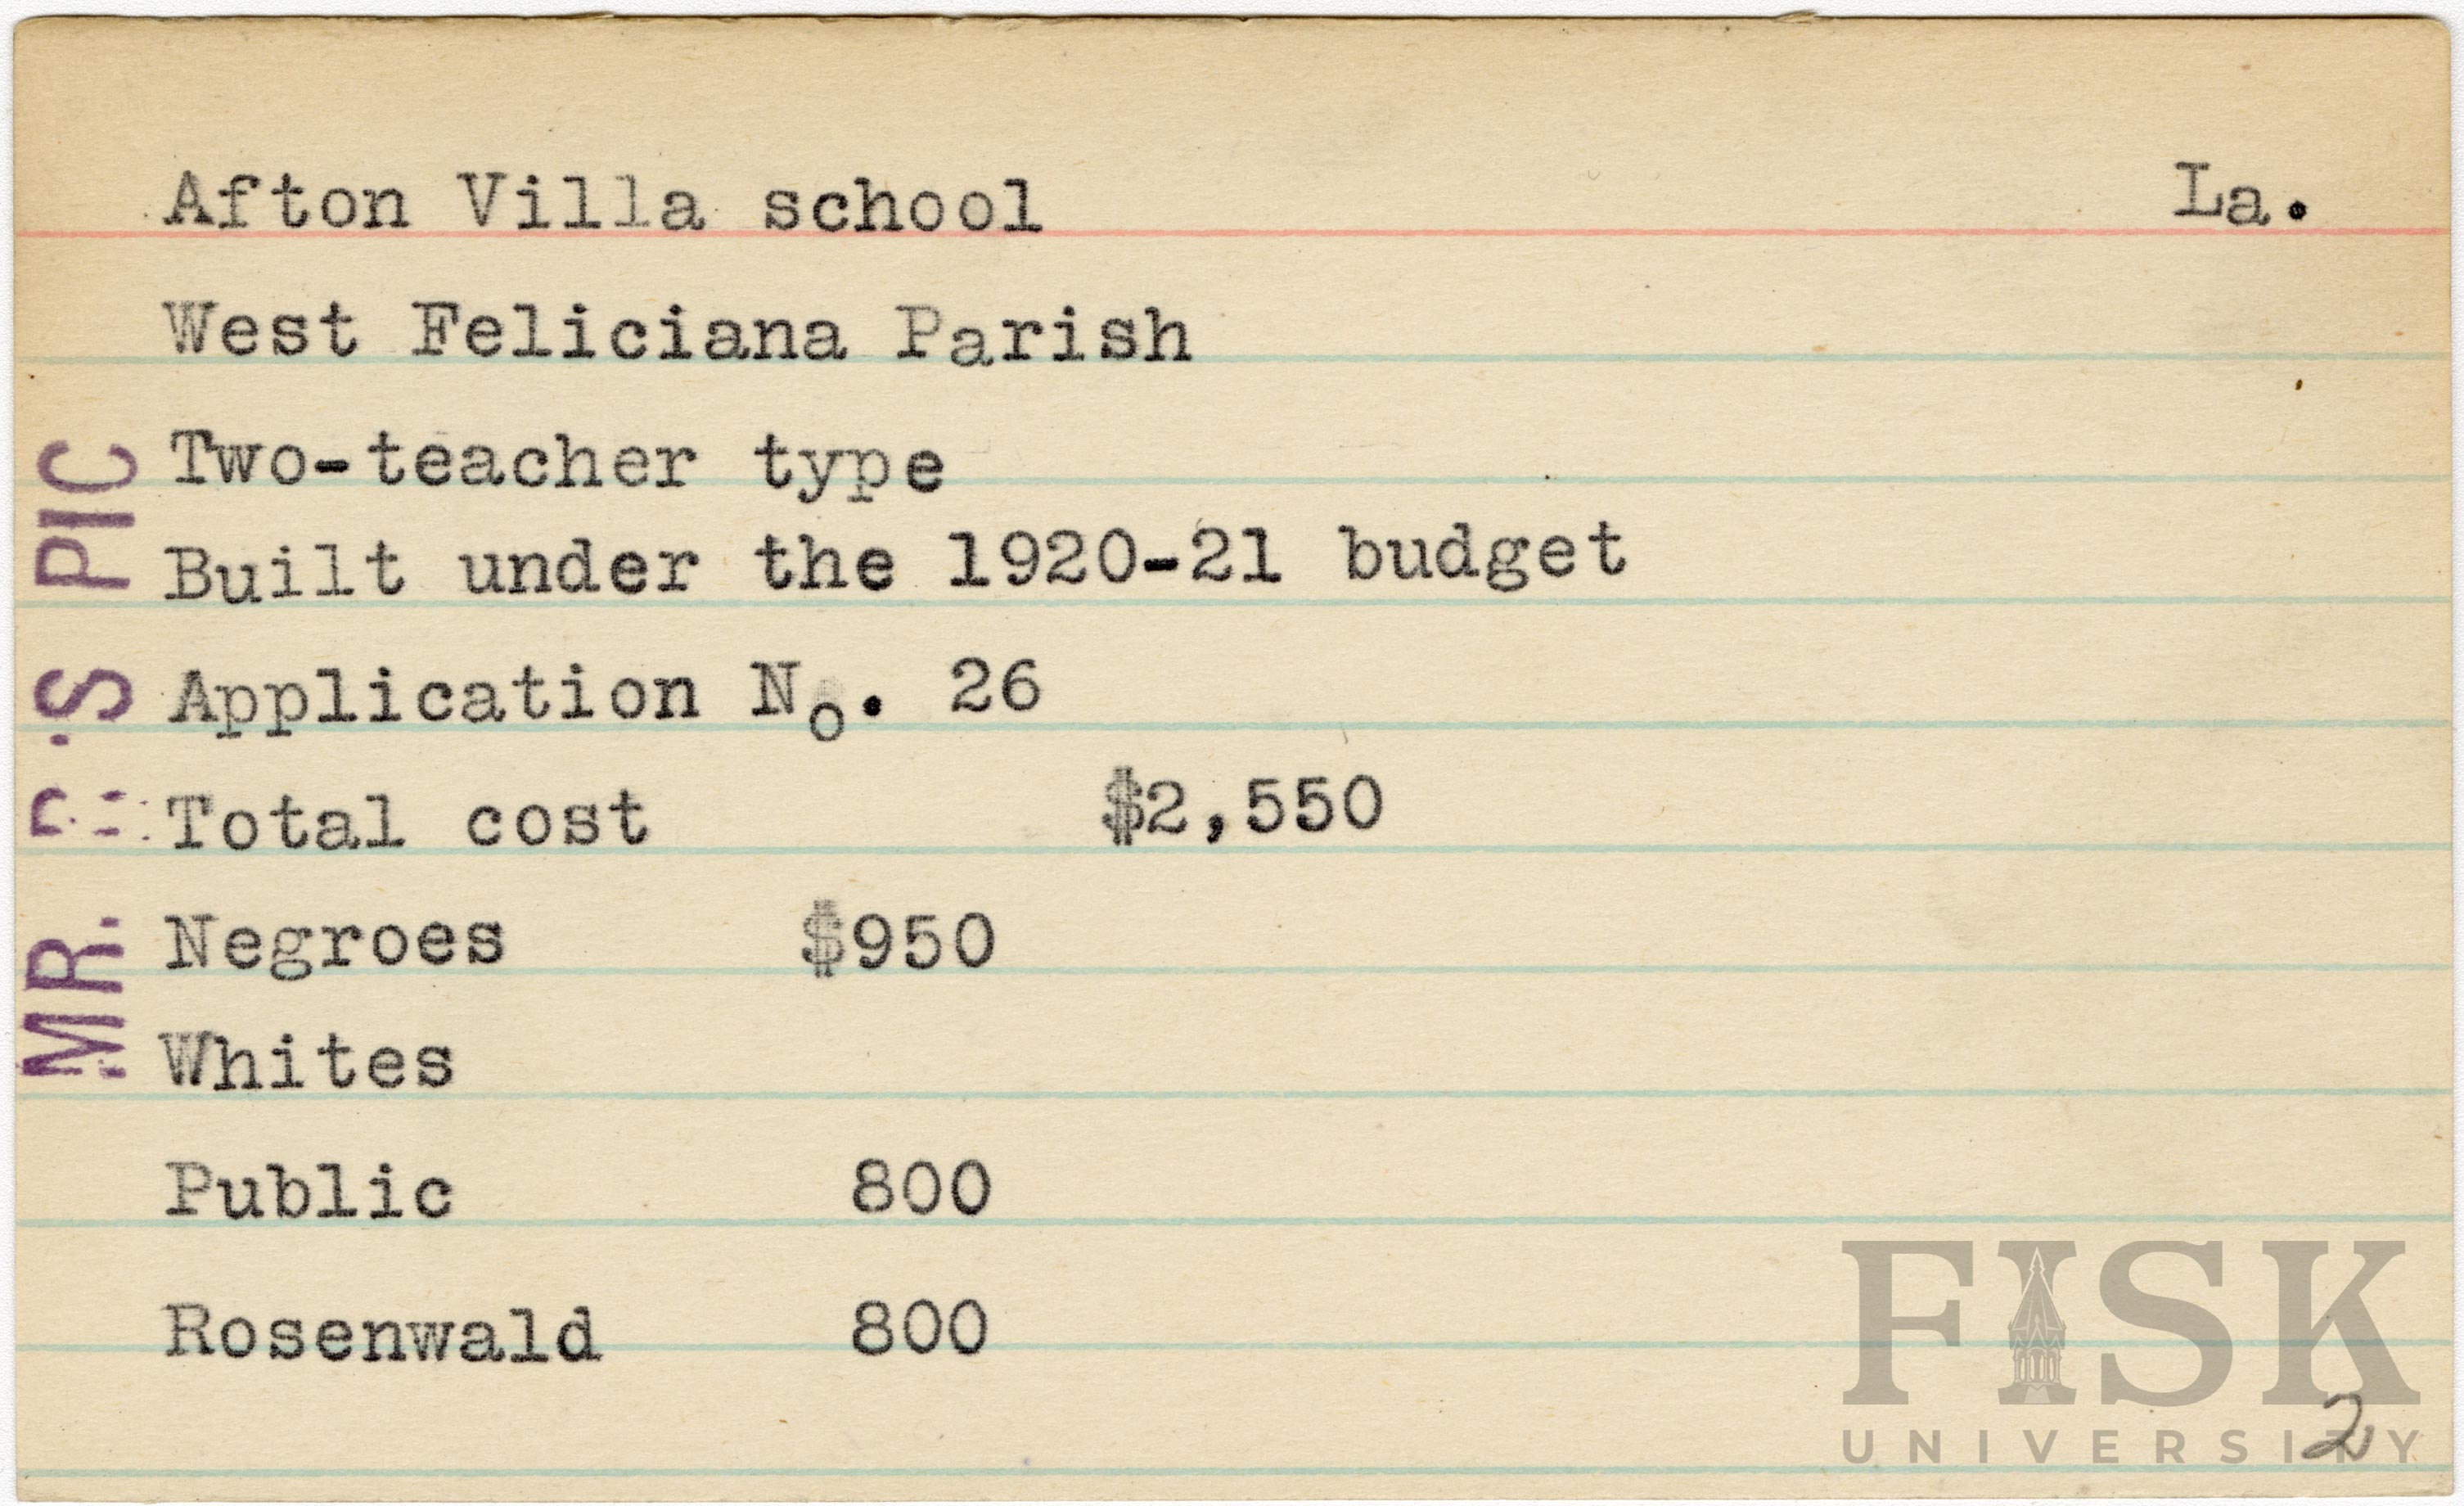 Afton Villa school La.
West Feliciana Parish
Two-teacher type
Built under the 1920-21 budget
Application No. 26
Total cost $2,550
Negroes $950
Whites
Public 800
Rosenwald 800
MR. R.'S PIC
FISK
UNIVERSITY
2